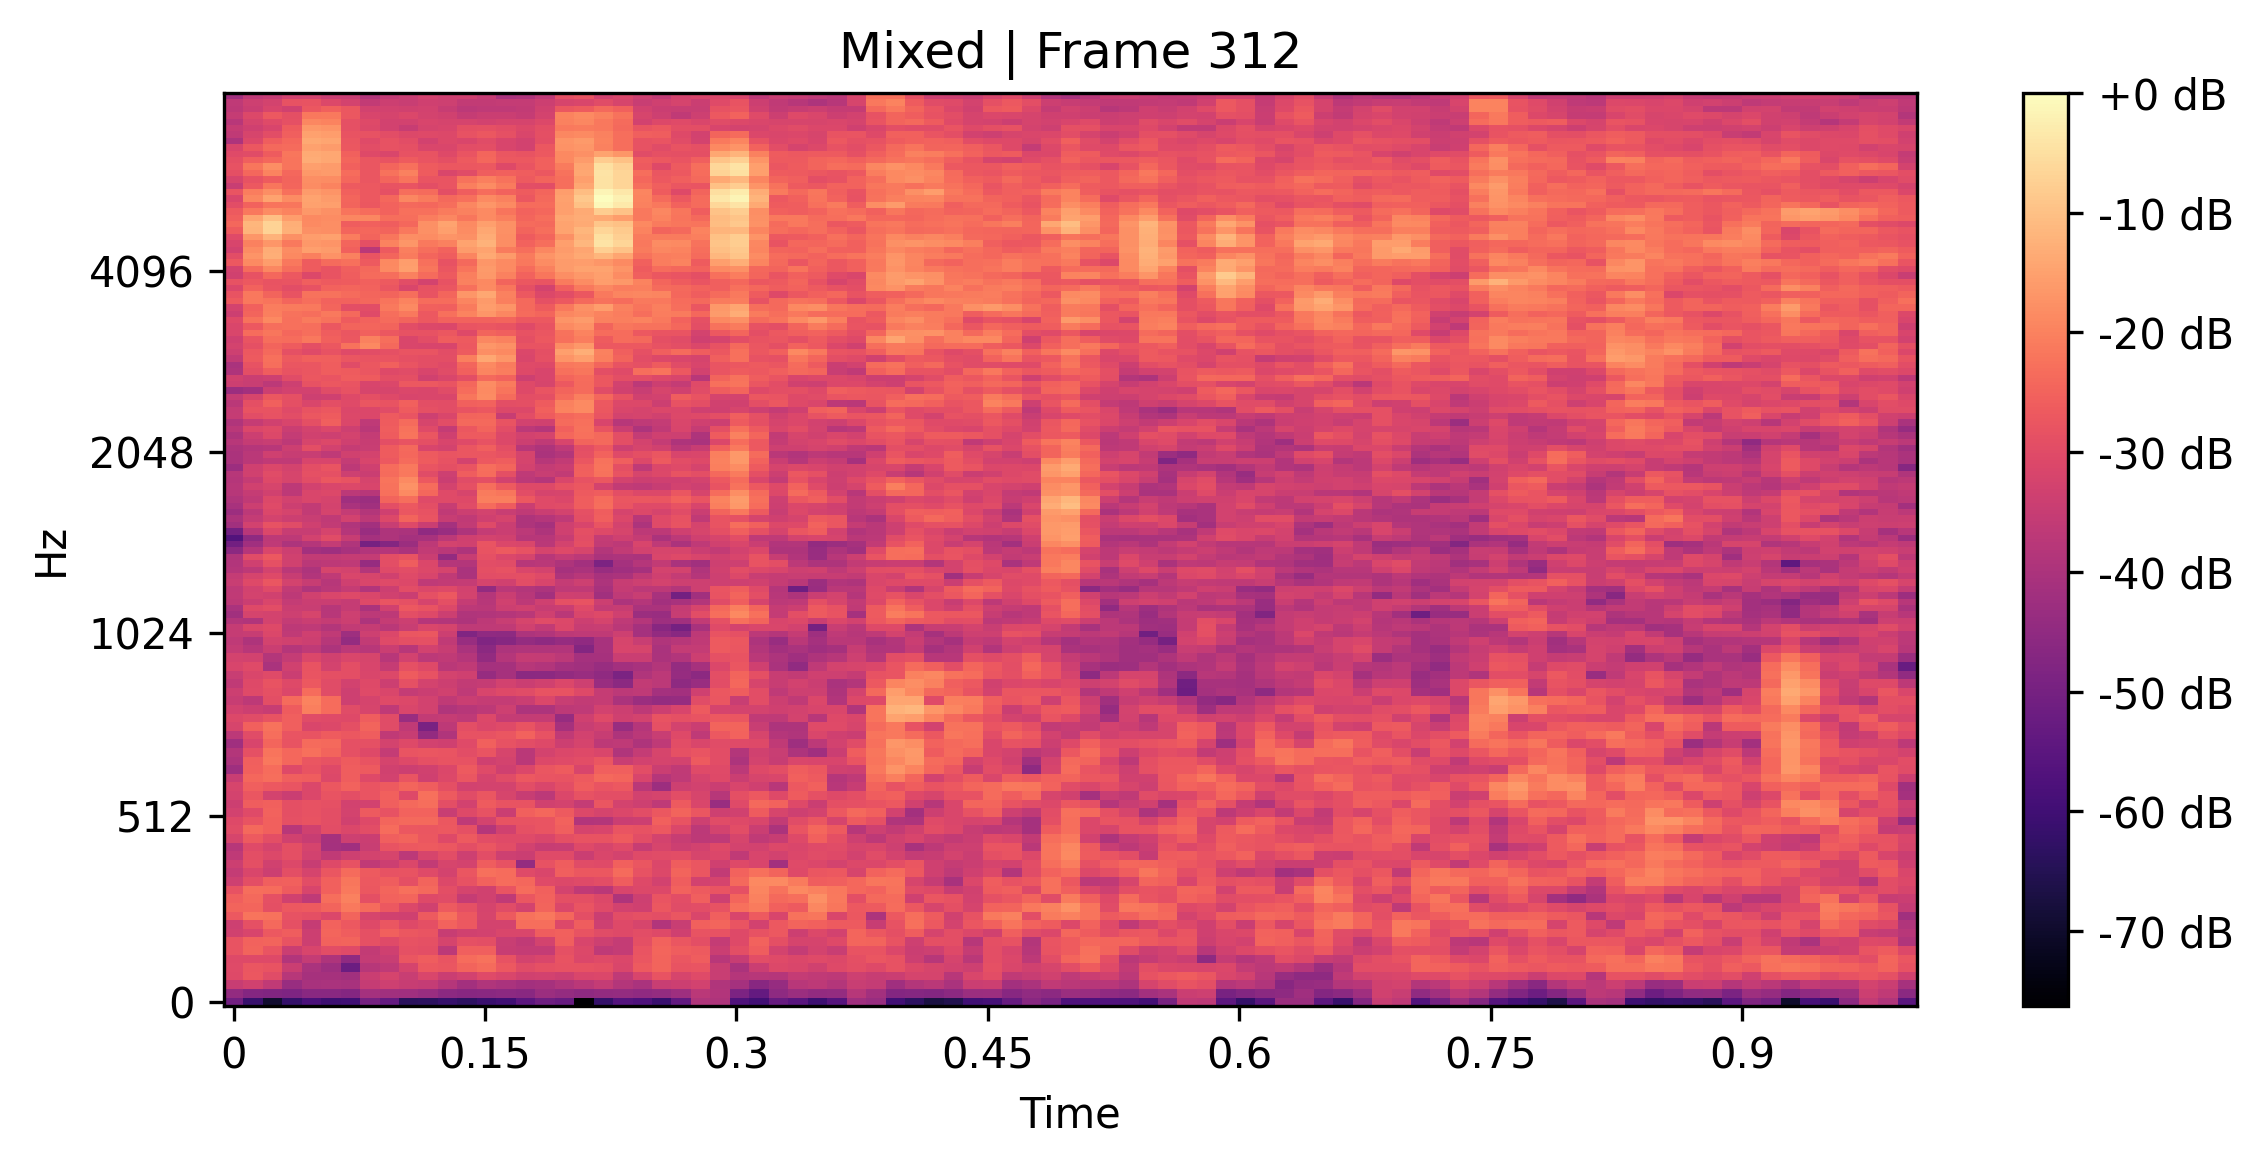 Mixed | Frame 312
+0 dB
-10 dB
-20 dB
-30 dB
-40 dB
-50 dB
-60 dB
-70 dB
4096
2048
1024
512
0
Hz
0 0.15 0.3 0.45 0.6 0.75 0.9
Time